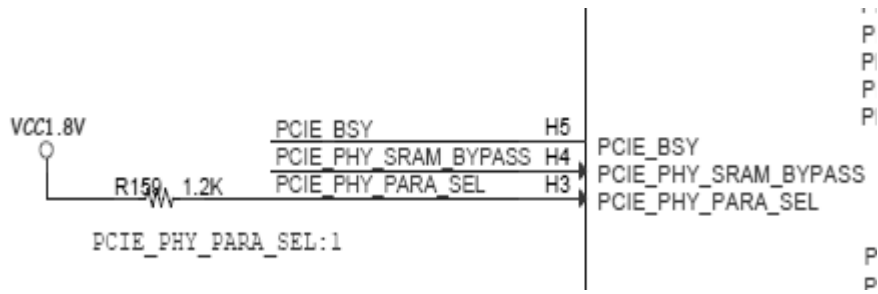 VCC1.8V
PCIE_BSY H5
PCIE_BSY
PCIE_PHY_SRAM_BYPASS H4
PCIE_PHY_SRAM_BYPASS
R159 1.2K
PCIE_PHY_PARA_SEL H3
PCIE_PHY_PARA_SEL
PCIE_PHY_PARA_SEL:1
P
P
P